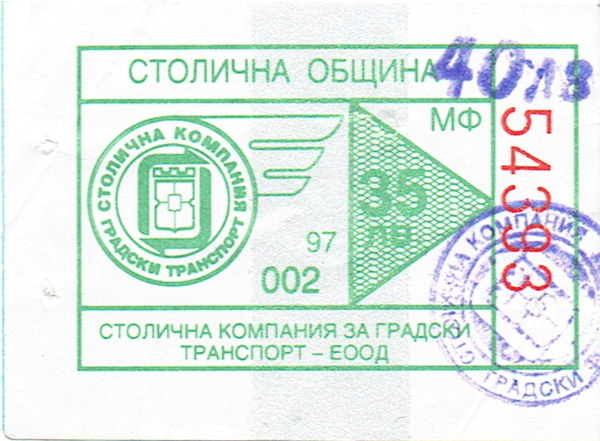 СТОЛИЧНА ОБЩИНА
40лв
МФ
54393
СТОЛИЧНА КОМПАНИЯ
ГРАДСКИ ТРАНСПОРТ
35
лв
97
002
СТОЛИЧНА КОМПАНИЯ ЗА ГРАДСКИ
ТРАНСПОРТ – ЕООД
СТОЛИЧНА КОМПАНИЯ
ГРАДСКИ